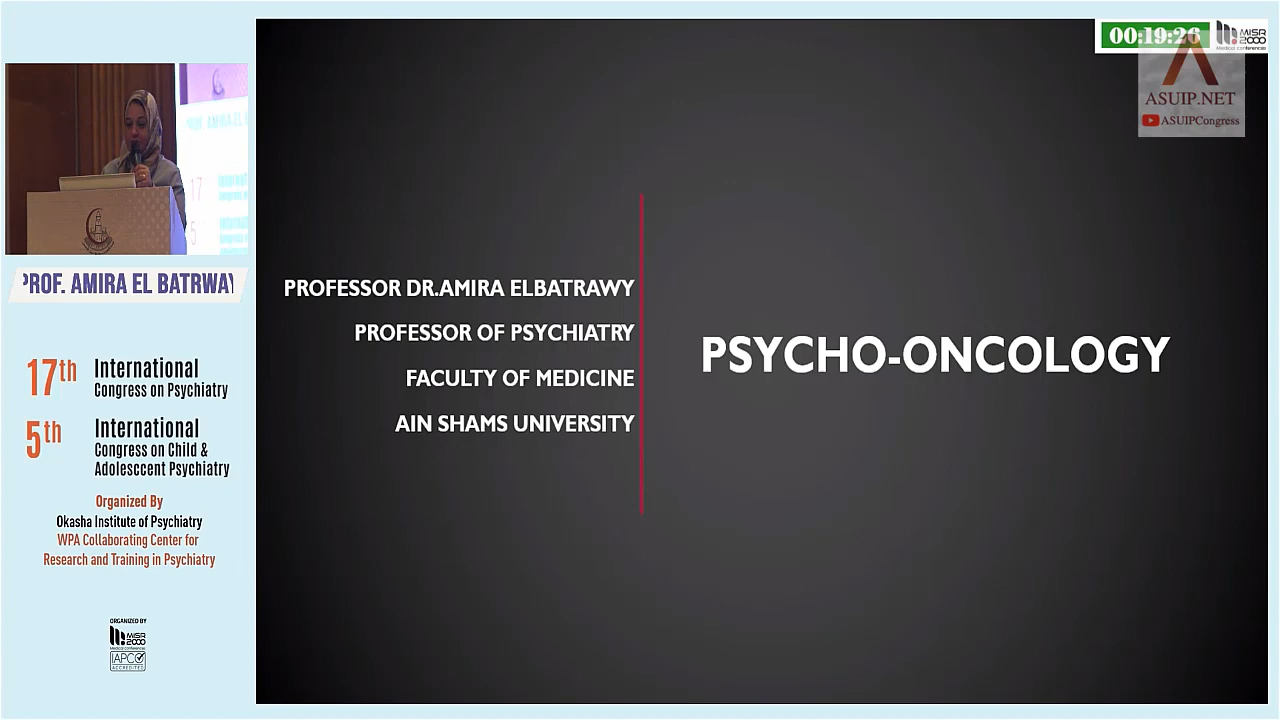 00:19:26
MISR
2000
Medical conferences
ASUIP.NET
ASUIPCongress
PROF. AMIRA EL BATRWAY
17th International
Congress on Psychiatry
5th International
Congress on Child &
Adolesccent Psychiatry
Organized By
Okasha Institute of Psychiatry
WPA Collaborating Center for
Research and Training in Psychiatry
ORGANIZED BY
MISR
2000
Medical conferences
IAPCO
ACCREDITED
PROFESSOR DR.AMIRA ELBATRAWY
PROFESSOR OF PSYCHIATRY
FACULTY OF MEDICINE
AIN SHAMS UNIVERSITY
PSYCHO-ONCOLOGY